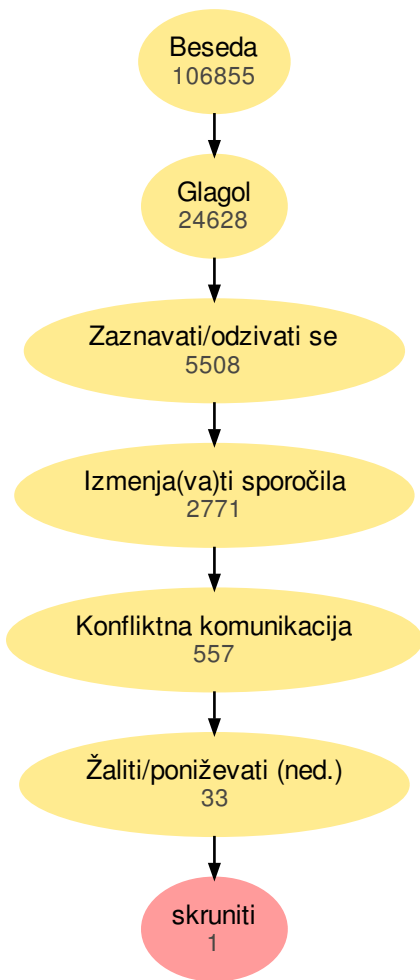 Beseda
106855
Glagol
24628
Zaznavati/odzivati se
5508
Izmenja(va)ti sporočila
2771
Konfliktna komunikacija
557
Žaliti/poniževati (ned.)
33
skruniti
1